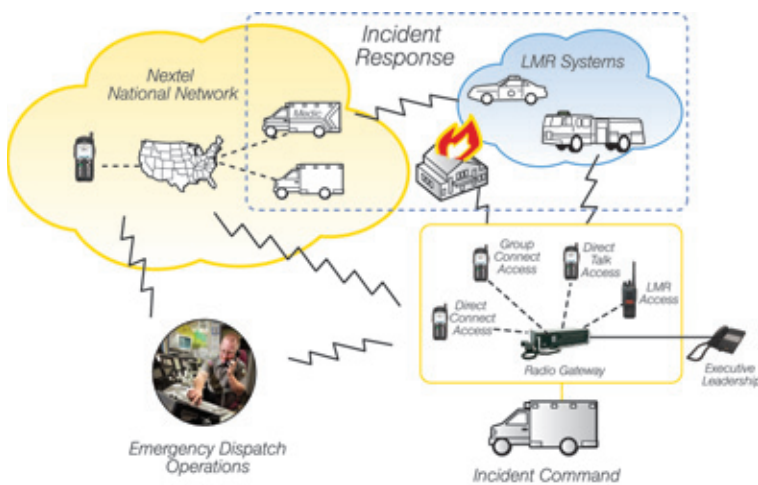 Incident
Response
Nextel
National Network
LMR Systems
Medic
Group
Connect
Access
Direct
Talk
Access
LMR
Access
Direct
Connect
Access
Radio Gateway
Executive
Leadership
Emergency Dispatch
Operations
Incident Command